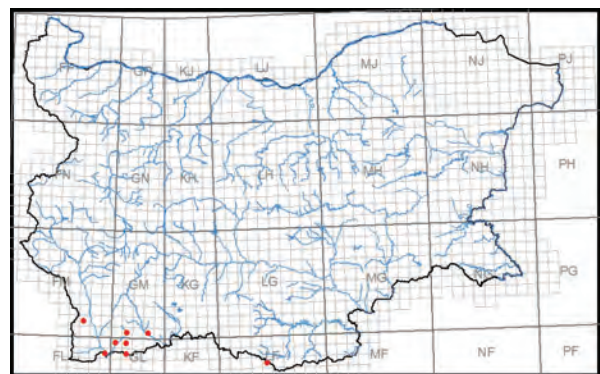 FP GP KJ LJ MJ NJ PJ
FN GN KH LH MH NH PH
FM GM KG LG MG NG PG
FL GL KF LF MF NF PF